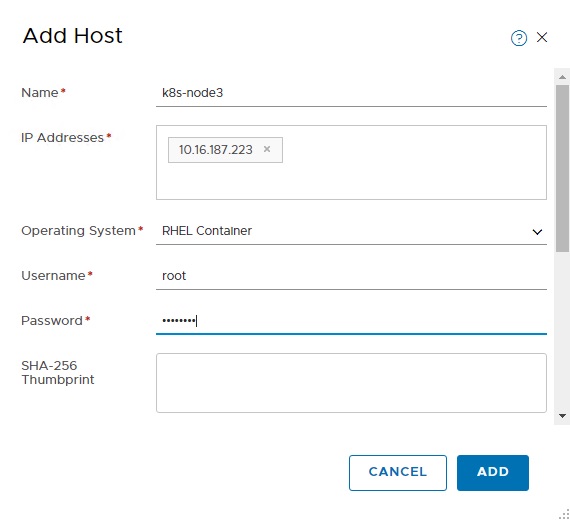 Add Host
Name*
k8s-node3
IP Addresses*
10.16.187.223 ×
Operating System*
RHEL Container
Username*
root
Password*
••••••••
SHA-256
Thumbprint
CANCEL
ADD